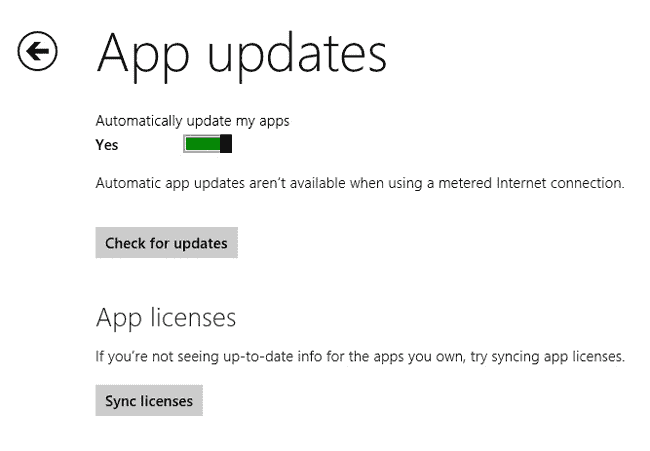 App updates
Automatically update my apps
Yes
Automatic app updates aren't available when using a metered Internet connection.
Check for updates
App licenses
If you're not seeing up-to-date info for the apps you own, try syncing app licenses.
Sync licenses